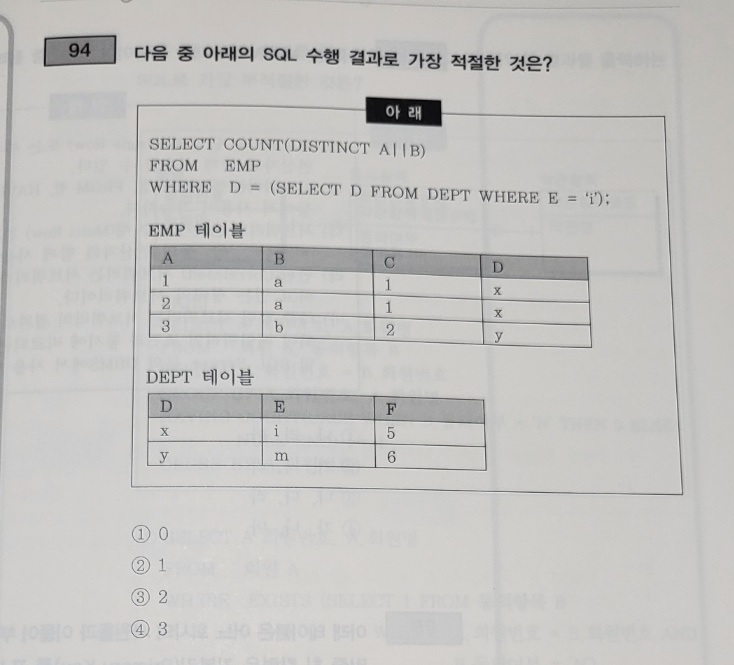 94 다음 중 아래의 SQL 수행 결과로 가장 적절한 것은?
아 래
SELECT COUNT(DISTINCT A||B)
FROM EMP
WHERE D = (SELECT D FROM DEPT WHERE E = ‘i’);
EMP 테이블
A B C D
1 a 1 x
2 a 1 x
3 b 2 y
DEPT 테이블
D E F
x i 5
y m 6
① 0
② 1
③ 2
④ 3